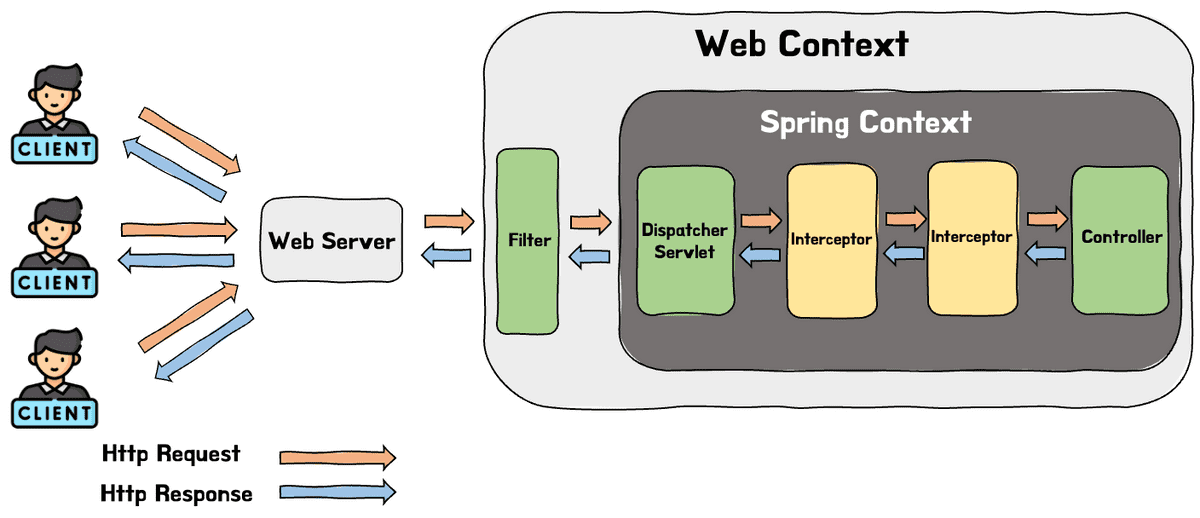 Web Context
Spring Context
CLIENT
CLIENT
CLIENT
Web Server
Filter
Dispatcher
Servlet
Interceptor
Interceptor
Controller
Http Request
Http Response